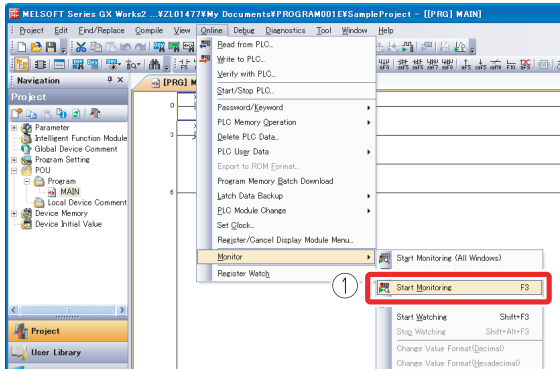 MELSOFT Series GX Works2 ...¥ZL01477¥My Documents¥PROGRAM001E¥SampleProject - [[PRG] MAIN]
Project Edit Find/Replace Compile View Online Debug Diagnostics Tool Window Help
Navigation
[PRG] M
Project
Parameter
Intelligent Function Module
Global Device Comment
Program Setting
POU
Program
MAIN
Local Device Comment
Device Memory
Device Initial Value
Project
User Library
0
3
6
Read from PLC...
Write to PLC...
Verify with PLC...
Start/Stop PLC...
Password/Keyword
PLC Memory Operation
Delete PLC Data...
PLC User Data
Export to ROM Format...
Program Memory Batch Download
Latch Data Backup
PLC Module Change
Set Clock...
Register/Cancel Display Module Menu...
Monitor
Register Watch
1
Start Monitoring (All Windows)
Start Monitoring F3
Start Watching Shift+F3
Stop Watching Shift+Alt+F3
Change Value Format(Decimal)
Change Value Format(Hexadecimal)